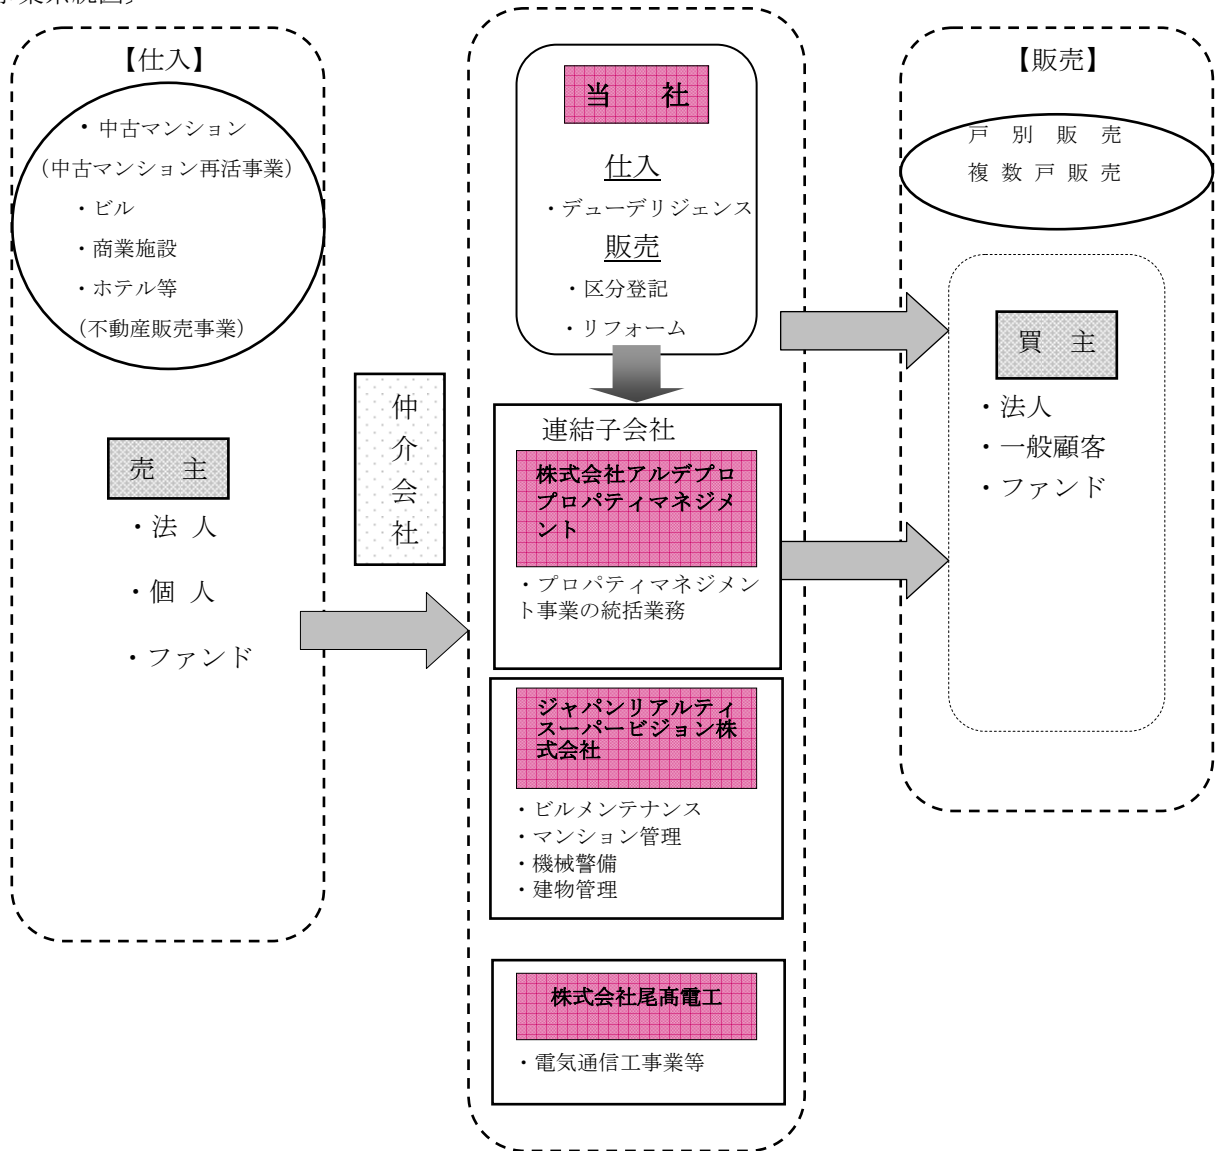 事業系統図
【仕入】
・中古マンション
（中古マンション再活事業）
・ビル
・商業施設
・ホテル等
（不動産販売事業）
売　主
・法 人
・個 人
・ファンド
仲
介
会
社
当　社
仕入
・デューデリジェンス
販売
・区分登記
・リフォーム
連結子会社
株式会社アルデプロ
プロパティマネジメ
ント
・プロパティマネジメン
ト事業の統括業務
ジャパンリアルティ
スーパービジョン株
式会社
・ビルメンテナンス
・マンション管理
・機械警備
・建物管理
株式会社尾髙電工
・電気通信工事業等
【販売】
戸 別 販 売
複 数 戸 販 売
買　主
・法人
・一般顧客
・ファンド